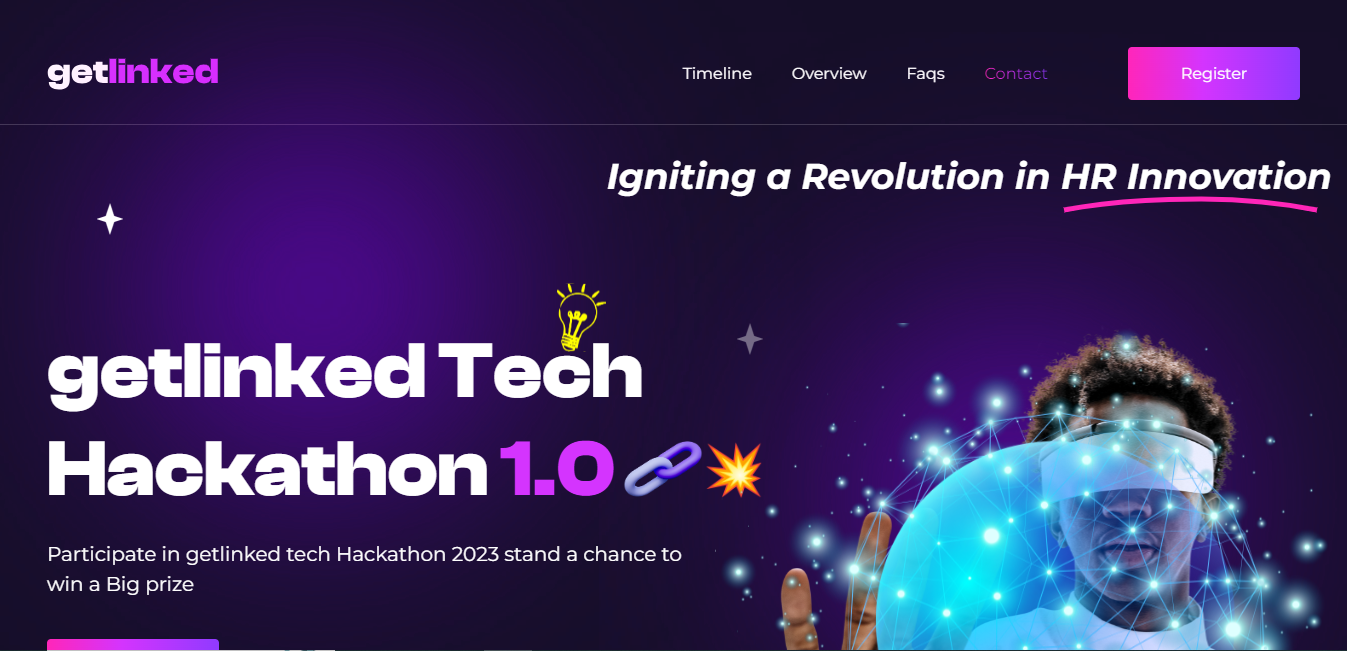 getlinked
Timeline Overview Faqs Contact Register
Igniting a Revolution in HR Innovation
getlinked Tech
Hackathon 1.0
Participate in getlinked tech Hackathon 2023 stand a chance to
win a Big prize